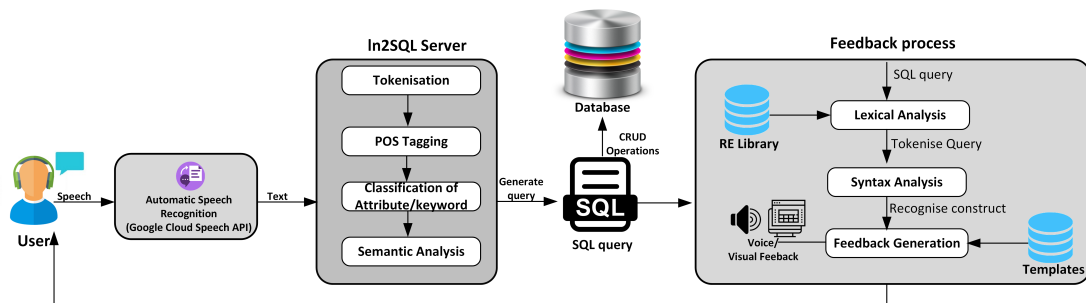 User
Speech
Automatic Speech
Recognition
(Google Cloud Speech API)
Text
ln2SQL Server
Tokenisation
POS Tagging
Classification of
Attribute/keyword
Semantic Analysis
Generate
query
Database
CRUD
Operations
SQL
SQL query
Feedback process
SQL query
RE Library
Lexical Analysis
Tokenise Query
Syntax Analysis
Recognise construct
Voice/
Visual Feeback
Feedback Generation
Templates